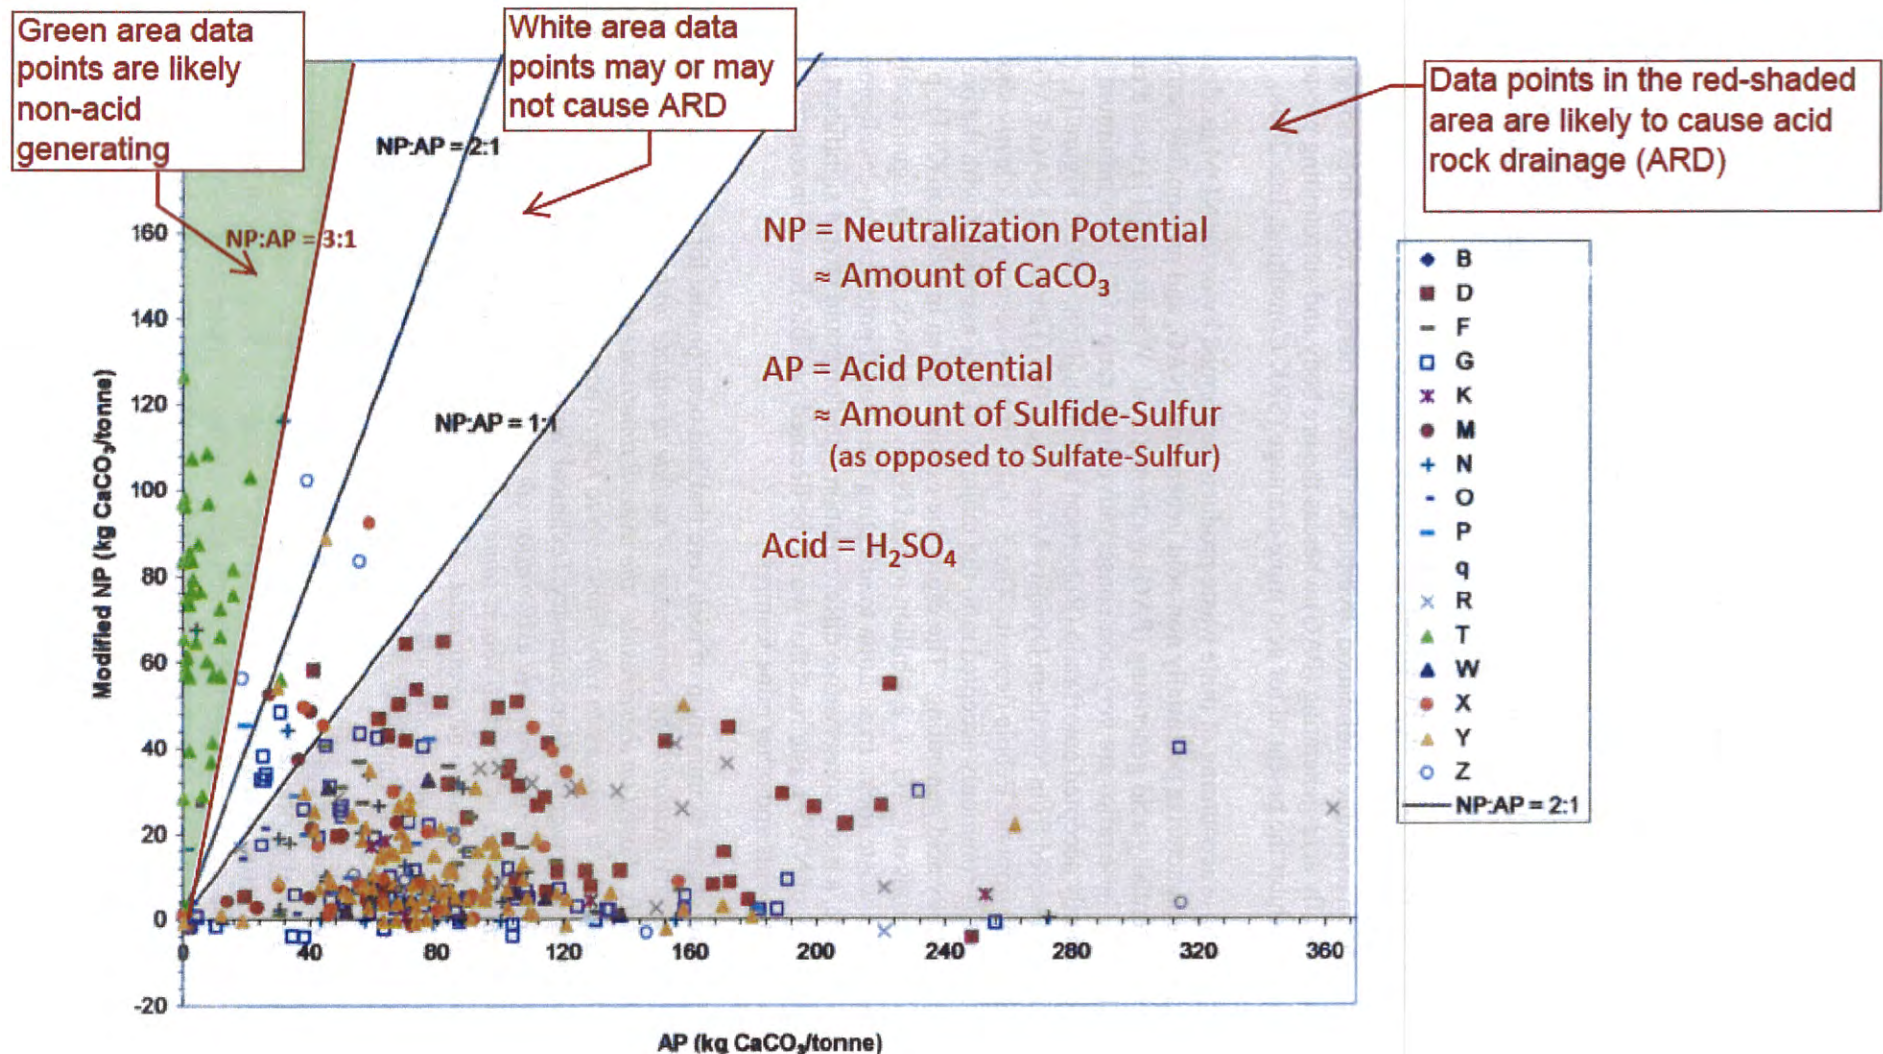 Green area data
points are likely
non-acid
generating
White area data
points may or may
not cause ARD
Data points in the red-shaded
area are likely to cause acid
rock drainage (ARD)
NP:AP = 2:1
NP:AP = 3:1
NP:AP = 1:1
NP = Neutralization Potential
≈ Amount of CaCO₃
AP = Acid Potential
≈ Amount of Sulfide-Sulfur
(as opposed to Sulfate-Sulfur)
Acid = H₂SO₄
Modified NP (kg CaCO₃/tonne)
160
140
120
100
80
60
40
20
0
-20
0 40 80 120 160 200 240 280 320 360
AP (kg CaCO₃/tonne)
B
D
F
G
K
M
N
O
P
q
R
T
W
X
Y
Z
NP:AP = 2:1